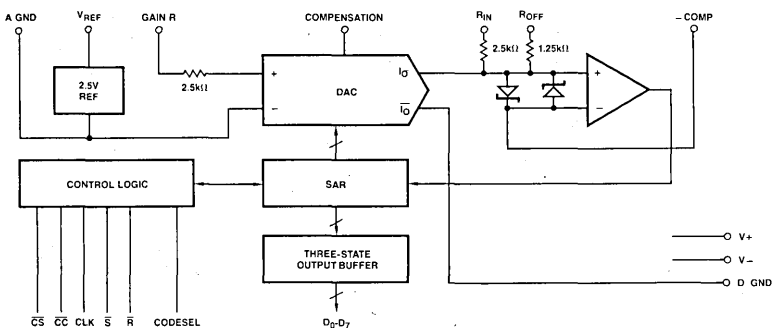 A GND
VREF
GAIN R
COMPENSATION
RIN
ROFF
– COMP
2.5kΩ
1.25kΩ
2.5V
REF
2.5kΩ
+
–
DAC
IO
IO
+
–
CONTROL LOGIC
SAR
THREE-STATE
OUTPUT BUFFER
V+
V–
D GND
CS CC CLK S R CODESEL
D0-D7